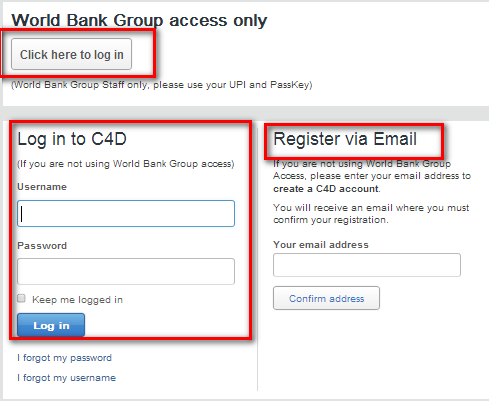 World Bank Group access only
Click here to log in
(World Bank Group Staff only, please use your UPI and PassKey)
Log in to C4D
(If you are not using World Bank Group access)
Username
Password
Keep me logged in
Log in
I forgot my password
I forgot my username
Register via Email
If you are not using World Bank Group
Access, please enter your email address to
create a C4D account.
You will receive an email where you must
confirm your registration.
Your email address
Confirm address